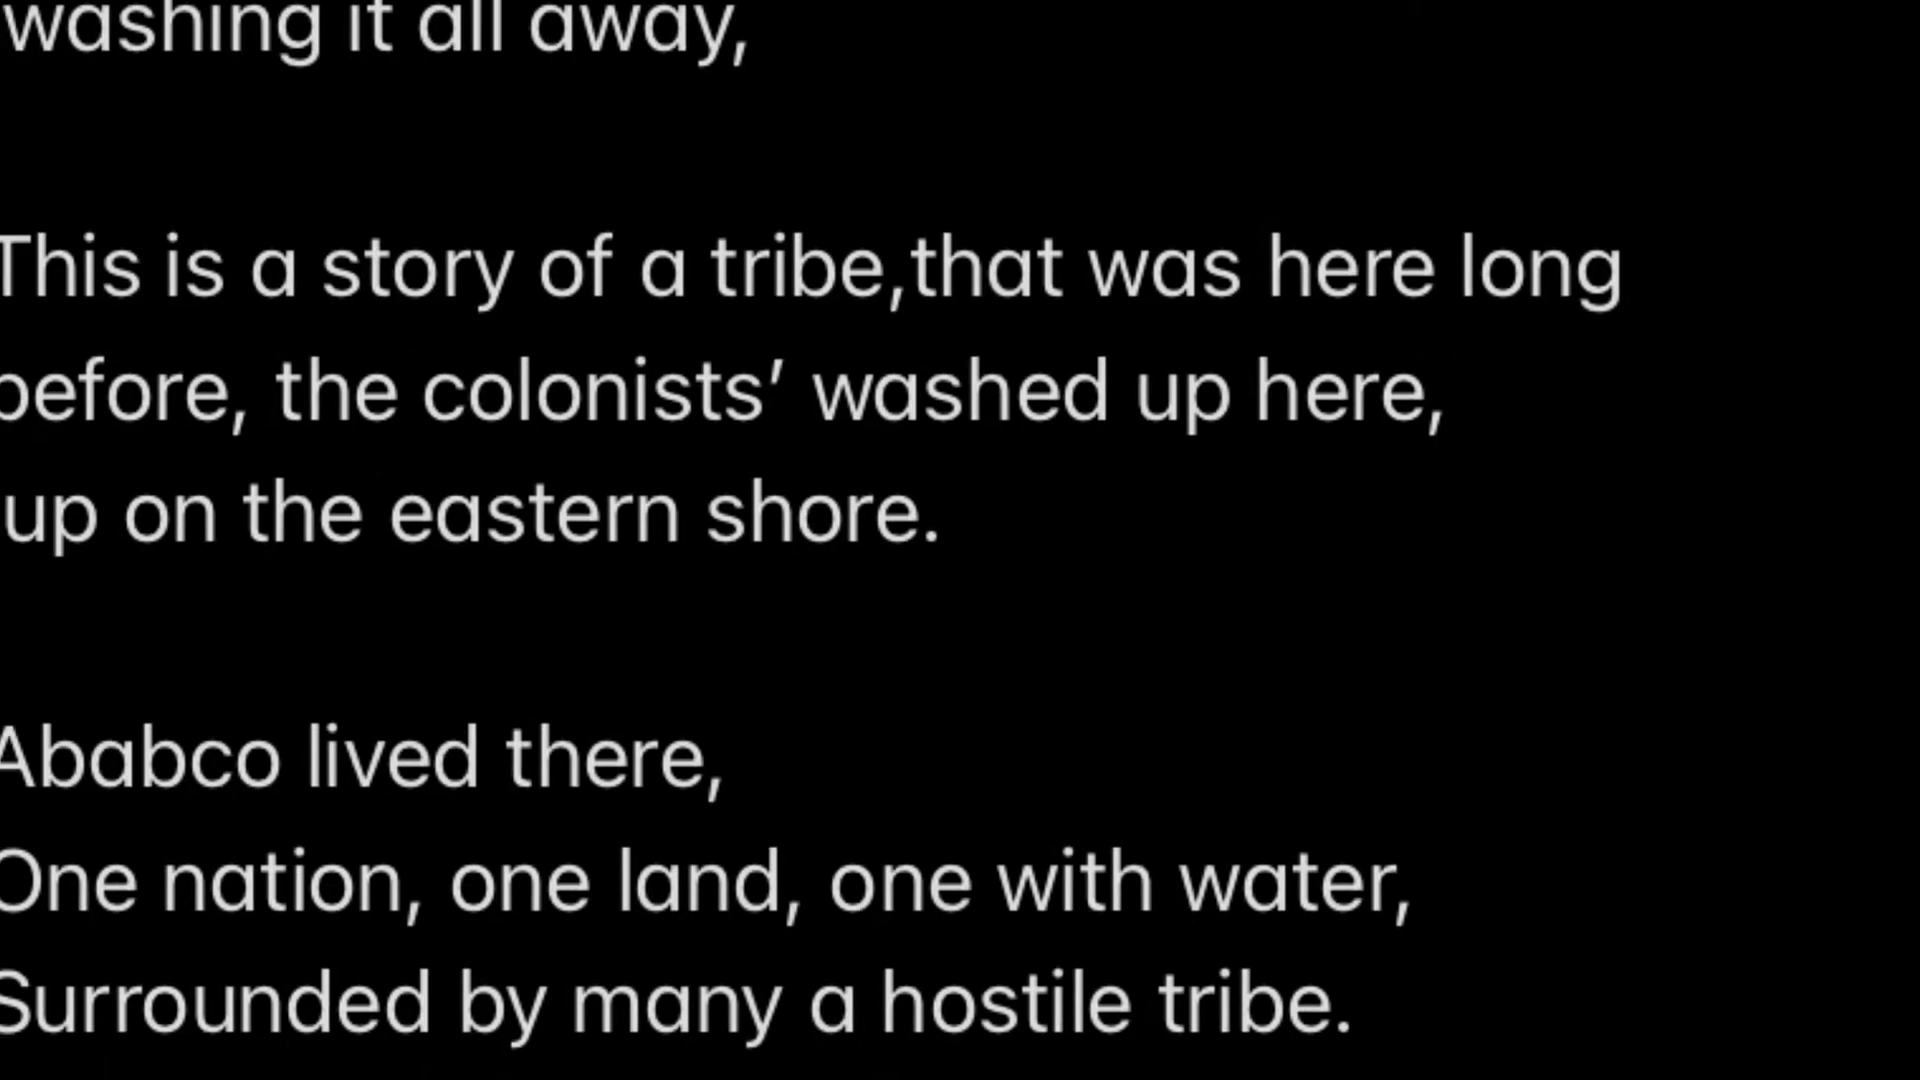 washing it all away,
This is a story of a tribe,that was here long
before, the colonists’ washed up here,
up on the eastern shore.
Ababco lived there,
One nation, one land, one with water,
Surrounded by many a hostile tribe.